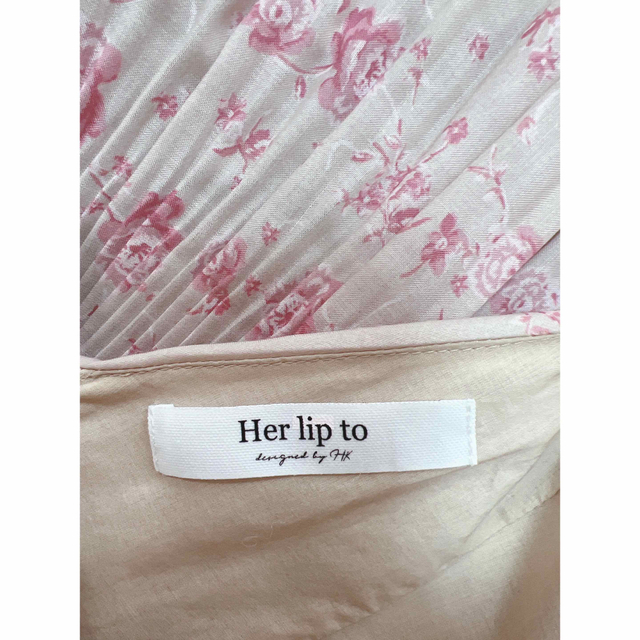 Her lip to
designed by HK